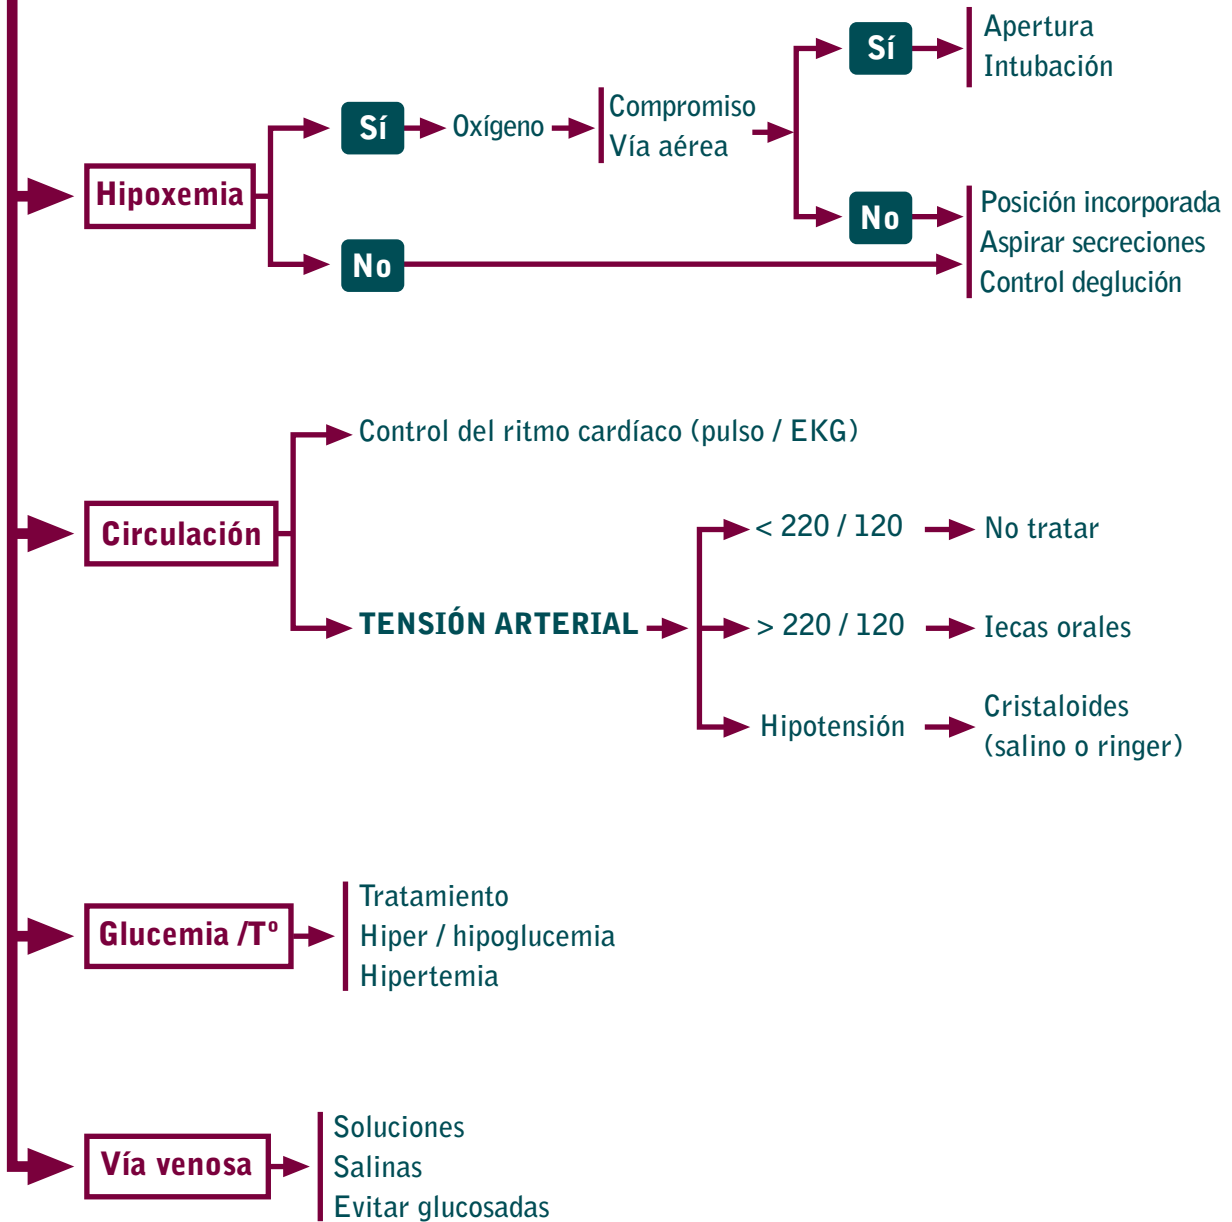 Sí
Apertura
Intubación
Hipoxemia
Sí
Oxígeno
Compromiso
Vía aérea
No
Posición incorporada
Aspirar secreciones
Control deglución
No
Circulación
Control del ritmo cardíaco (pulso / EKG)
TENSIÓN ARTERIAL
< 220 / 120
No tratar
> 220 / 120
Iecas orales
Hipotensión
Cristaloides
(salino o ringer)
Glucemia /Tº
Tratamiento
Hiper / hipoglucemia
Hipertemia
Vía venosa
Soluciones
Salinas
Evitar glucosadas